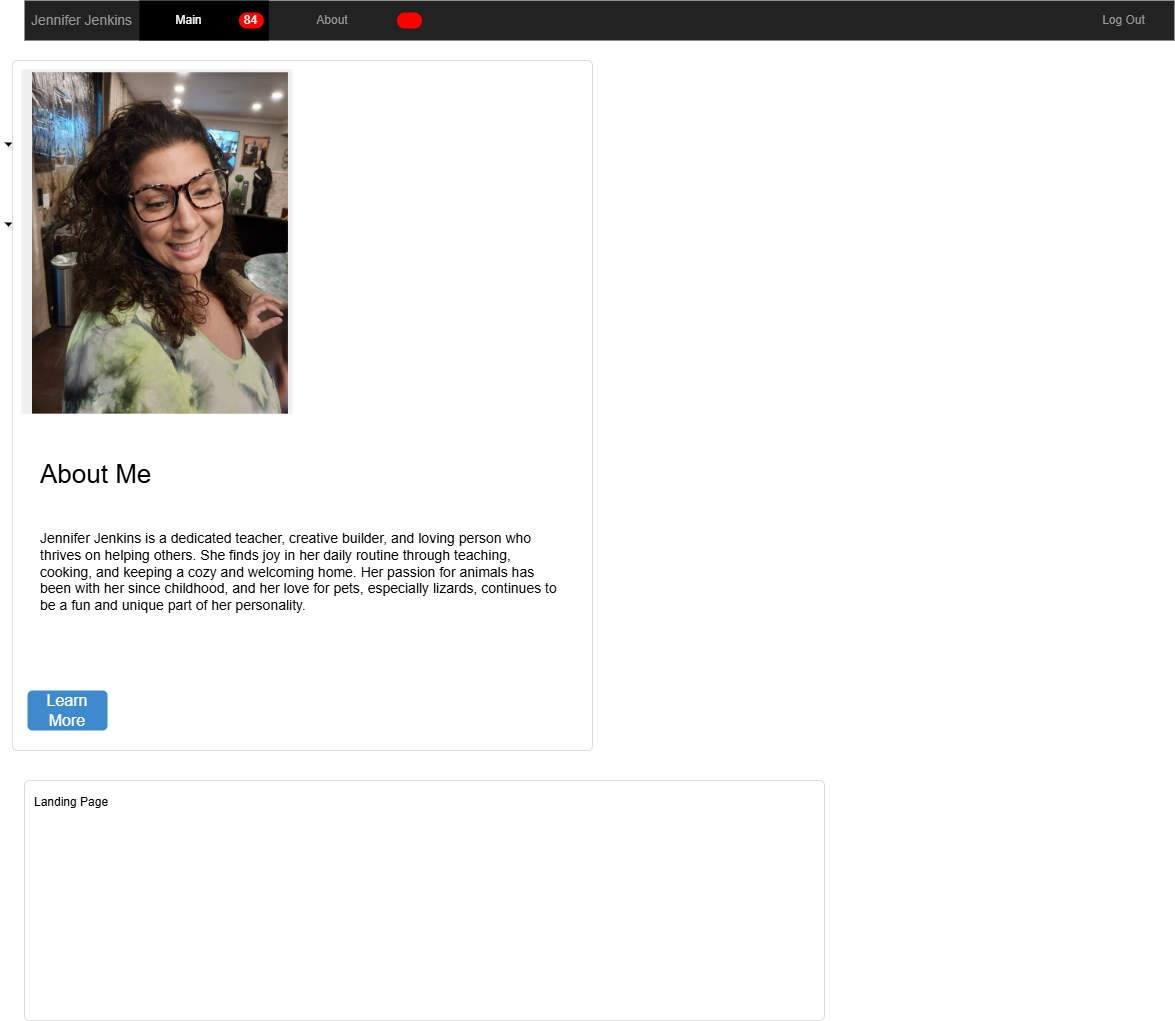 Jennifer Jenkins Main 84 About Log Out
About Me
Jennifer Jenkins is a dedicated teacher, creative builder, and loving person who
thrives on helping others. She finds joy in her daily routine through teaching,
cooking, and keeping a cozy and welcoming home. Her passion for animals has
been with her since childhood, and her love for pets, especially lizards, continues to
be a fun and unique part of her personality.
Learn
More
Landing Page